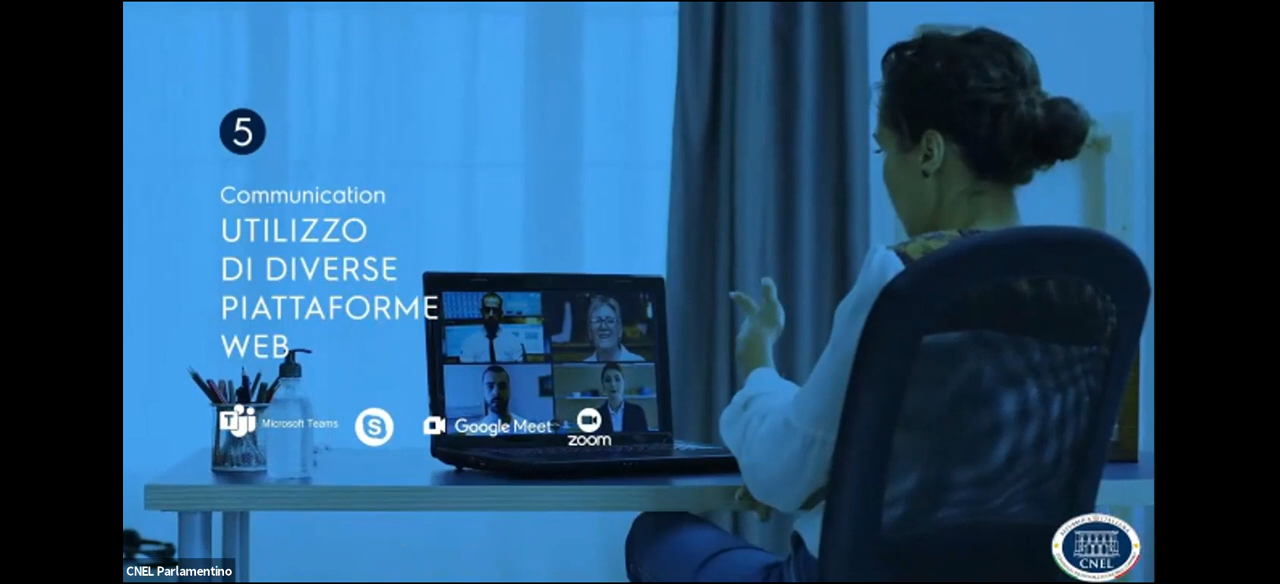 5
Communication
UTILIZZO
DI DIVERSE
PIATTAFORME
WEB
Microsoft Teams
S
Google Meet
zoom
CNEL
CNEL Parlamentino